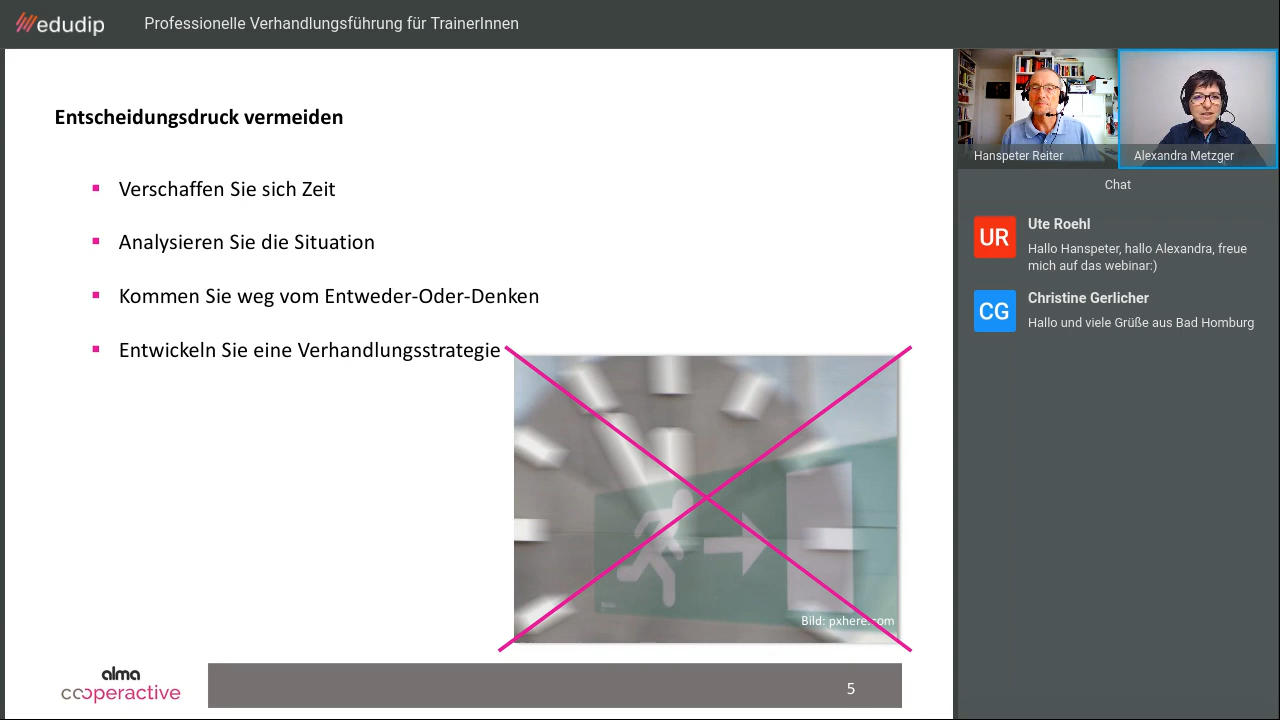 edudip
Professionelle Verhandlungsführung für TrainerInnen
Entscheidungsdruck vermeiden
Verschaffen Sie sich Zeit
Analysieren Sie die Situation
Kommen Sie weg vom Entweder-Oder-Denken
Entwickeln Sie eine Verhandlungsstrategie
Bild: pxhere.com
alma
cooperactive
5
Hanspeter Reiter
Alexandra Metzger
Chat
UR
Ute Roehl
Hallo Hanspeter, hallo Alexandra, freue
mich auf das webinar:)
CG
Christine Gerlicher
Hallo und viele Grüße aus Bad Homburg